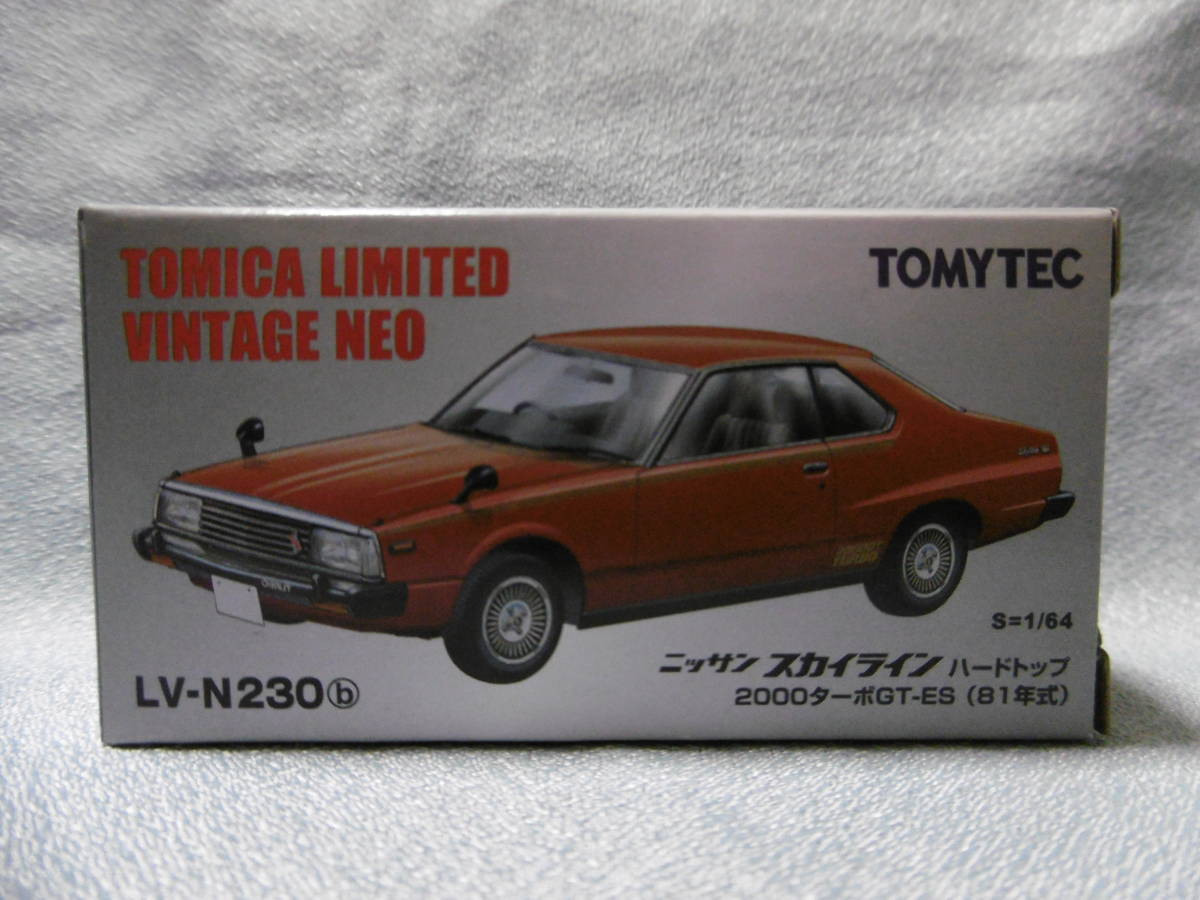 TOMICA LIMITED
VINTAGE NEO
TOMYTEC
S=1/64
ニッサン スカイライン ハードトップ
2000ターボGT-ES (81年式)
LV-N230ⓑ